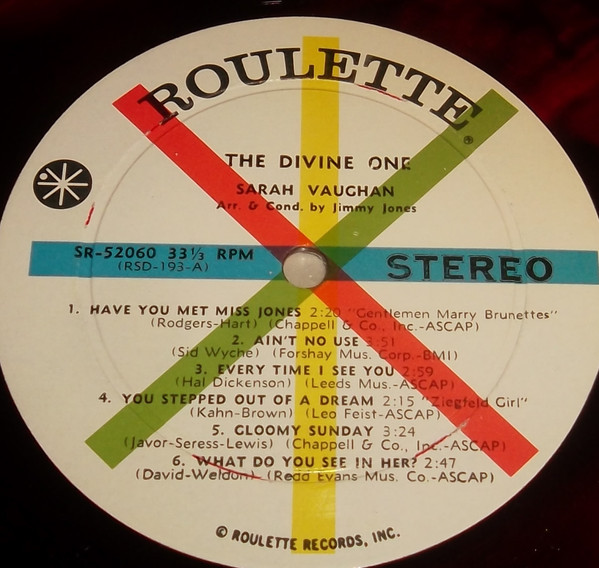 ROULETTE®
THE DIVINE ONE
SARAH VAUGHAN
Arr. & Cond. by Jimmy Jones
SR-52060 33 1/3 RPM
(RSD-193-A)
STEREO
1. HAVE YOU MET MISS JONES 2:20 "Gentlemen Marry Brunettes"
(Rodgers-Hart) (Chappell & Co., Inc.-ASCAP)
2. AIN'T NO USE 3:51
(Sid Wyche) (Forshay Mus. Corp.-BMI)
3. EVERY TIME I SEE YOU 2:59
(Hal Dickenson) (Leeds Mus.-ASCAP)
4. YOU STEPPED OUT OF A DREAM 2:15 "Ziegfeld Girl"
(Kahn-Brown) (Leo Feist-ASCAP)
5. GLOOMY SUNDAY 3:24
(Javor-Seress-Lewis) (Chappell & Co., Inc.-ASCAP)
6. WHAT DO YOU SEE IN HER? 2:47
(David-Weldon) (Redd Evans Mus. Co.-ASCAP)
© ROULETTE RECORDS, INC.